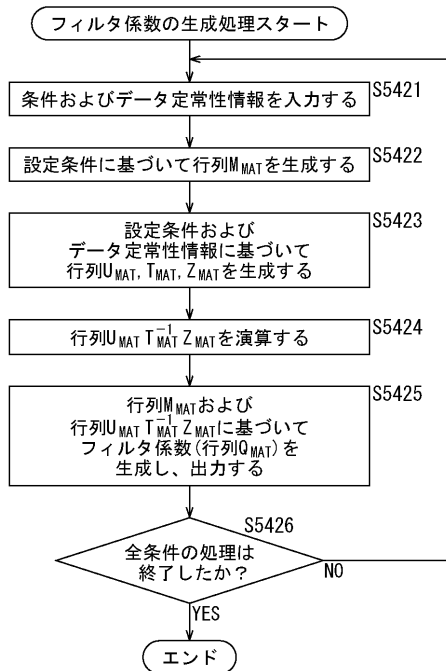 フィルタ係数の生成処理スタート
条件およびデータ定常性情報を入力する
S5421
設定条件に基づいて行列M_MATを生成する
S5422
設定条件および
データ定常性情報に基づいて
行列U_MAT, T_MAT, Z_MATを生成する
S5423
行列U_MAT T_MAT^-1 Z_MATを演算する
S5424
行列M_MATおよび
行列U_MAT T_MAT^-1 Z_MATに基づいて
フィルタ係数(行列Q_MAT)を
生成し、出力する
S5425
S5426
全条件の処理は
終了したか?
NO
YES
エンド